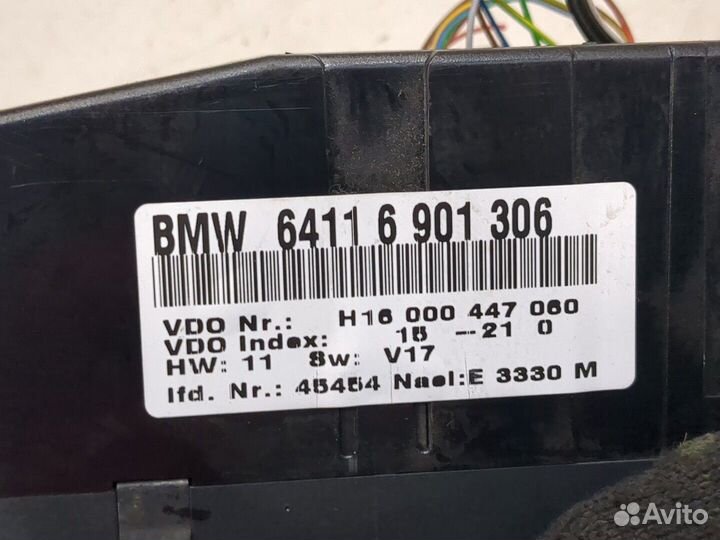 BMW 6411 6 901 306
VDO Nr.: H16 000 447 060
VDO Index: 15 -21 0
HW: 11 Sw: V17
lfd. Nr.: 45454 Nael:E 3330 M
Avito